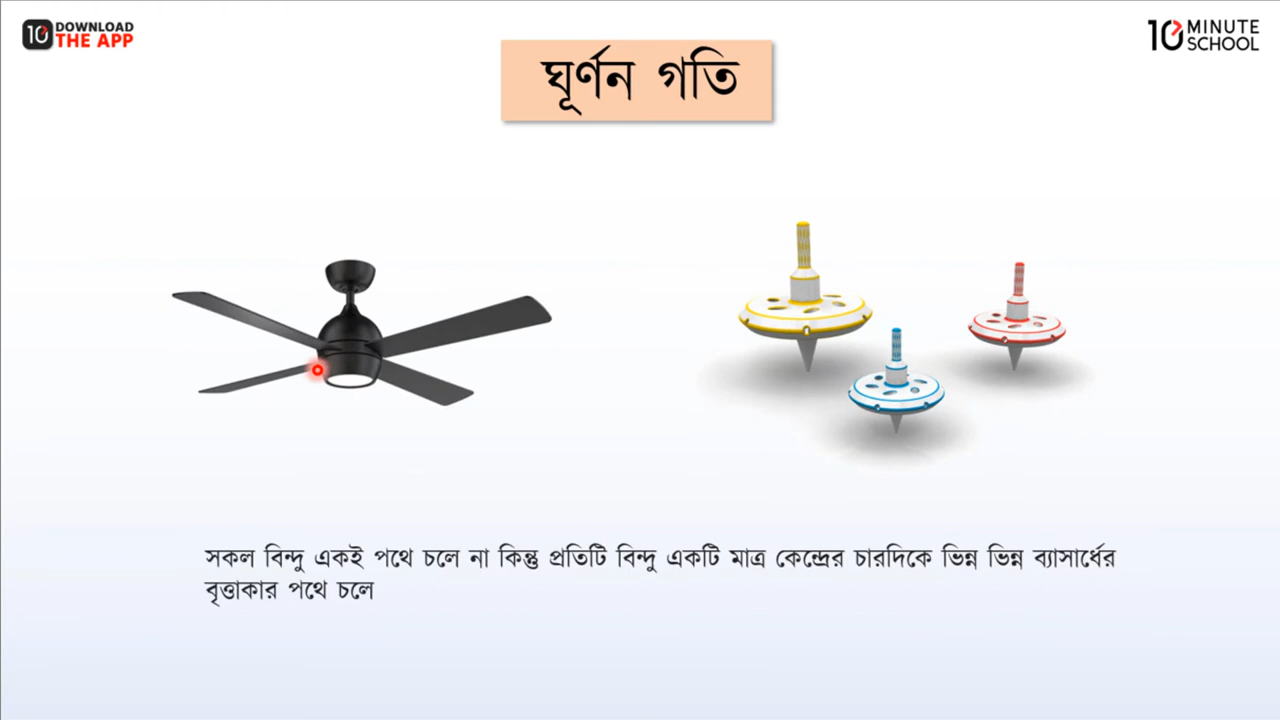 10 DOWNLOAD
THE APP
10 MINUTE
SCHOOL
ঘূর্ণন গতি
সকল বিন্দু একই পথে চলে না কিন্তু প্রতিটি বিন্দু একটি মাত্র কেন্দ্রের চারদিকে ভিন্ন ভিন্ন ব্যাসার্ধের
বৃত্তাকার পথে চলে